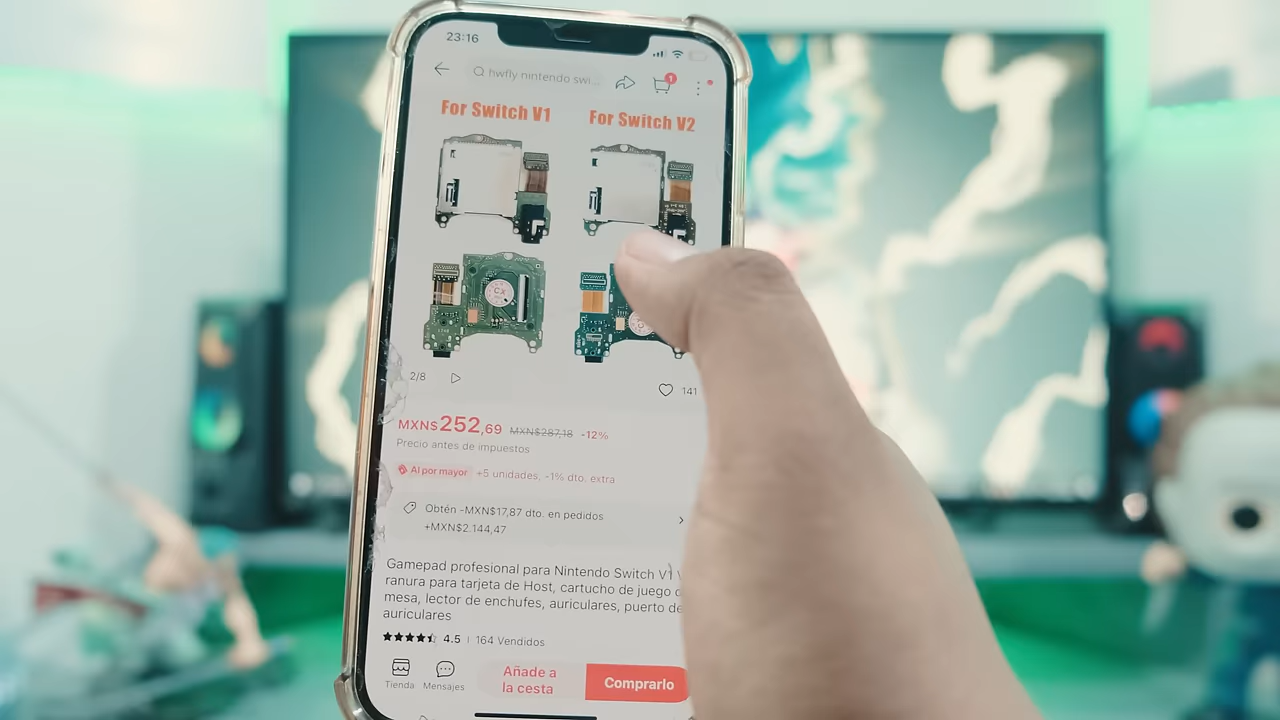 23:16
hwfly nintendo swi...
1
For Switch V1
For Switch V2
CX
2/8
141
MXN$252,69 MXN$287,18 -12%
Precio antes de impuestos
Al por mayor +5 unidades, -1% dto. extra
Obtén -MXN$17,87 dto. en pedidos
+MXN$2.144,47
Gamepad profesional para Nintendo Switch V1
ranura para tarjeta de Host, cartucho de juego
mesa, lector de enchufes, auriculares, puerto de
auriculares
4.5 | 164 Vendidos
Tienda
Mensajes
Añade a
la cesta
Comprarlo